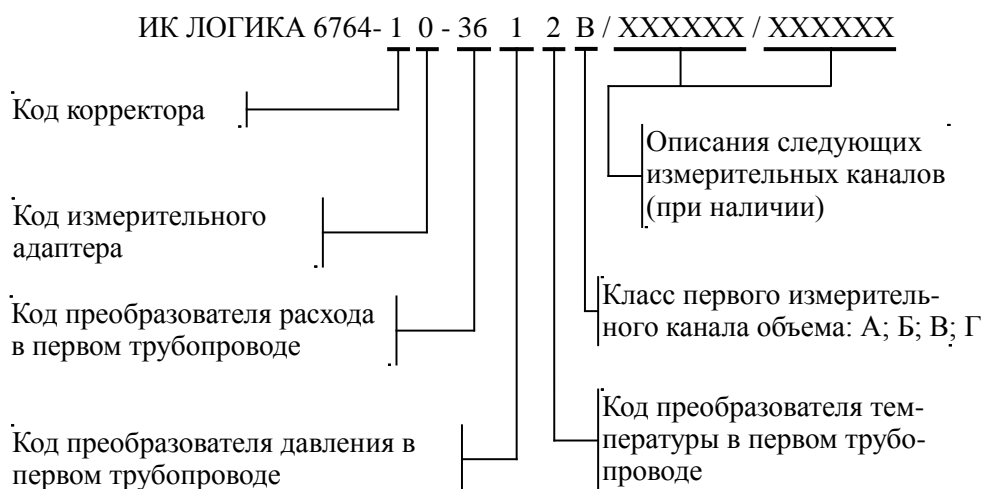 ИК ЛОГИКА 6764- 1 0 - 36 1 2 В / XXXXXX / XXXXXX
Код корректора
Описания следующих
измерительных каналов
(при наличии)
Код измерительного
адаптера
Класс первого измеритель-
ного канала объема: А; Б; В; Г
Код преобразователя расхода
в первом трубопроводе
Код преобразователя тем-
пературы в первом трубо-
проводе
Код преобразователя давления в
первом трубопроводе